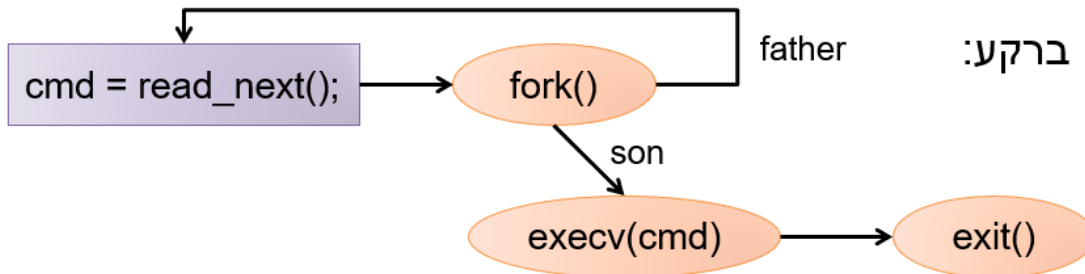 ברקע:
father
cmd = read_next();
fork()
son
execv(cmd)
exit()